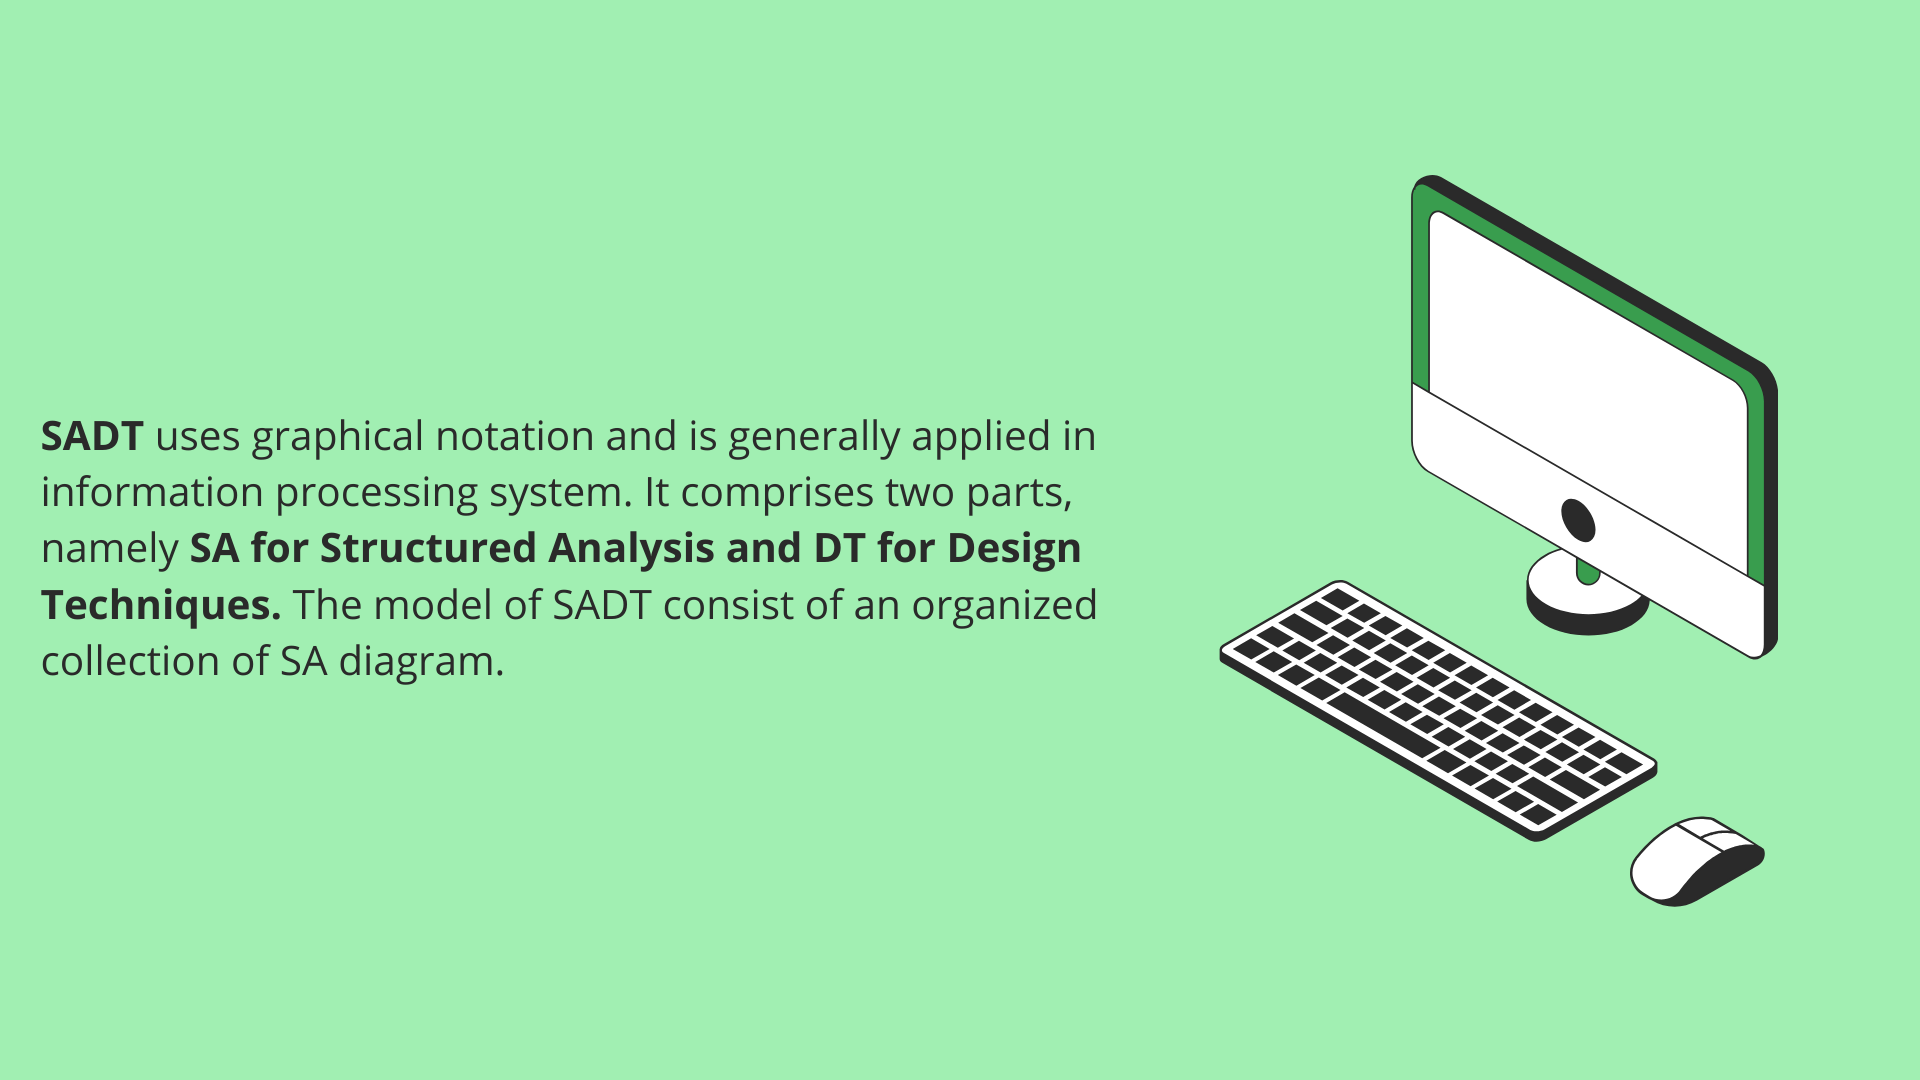 SADT uses graphical notation and is generally applied in
information processing system. It comprises two parts,
namely SA for Structured Analysis and DT for Design
Techniques. The model of SADT consist of an organized
collection of SA diagram.